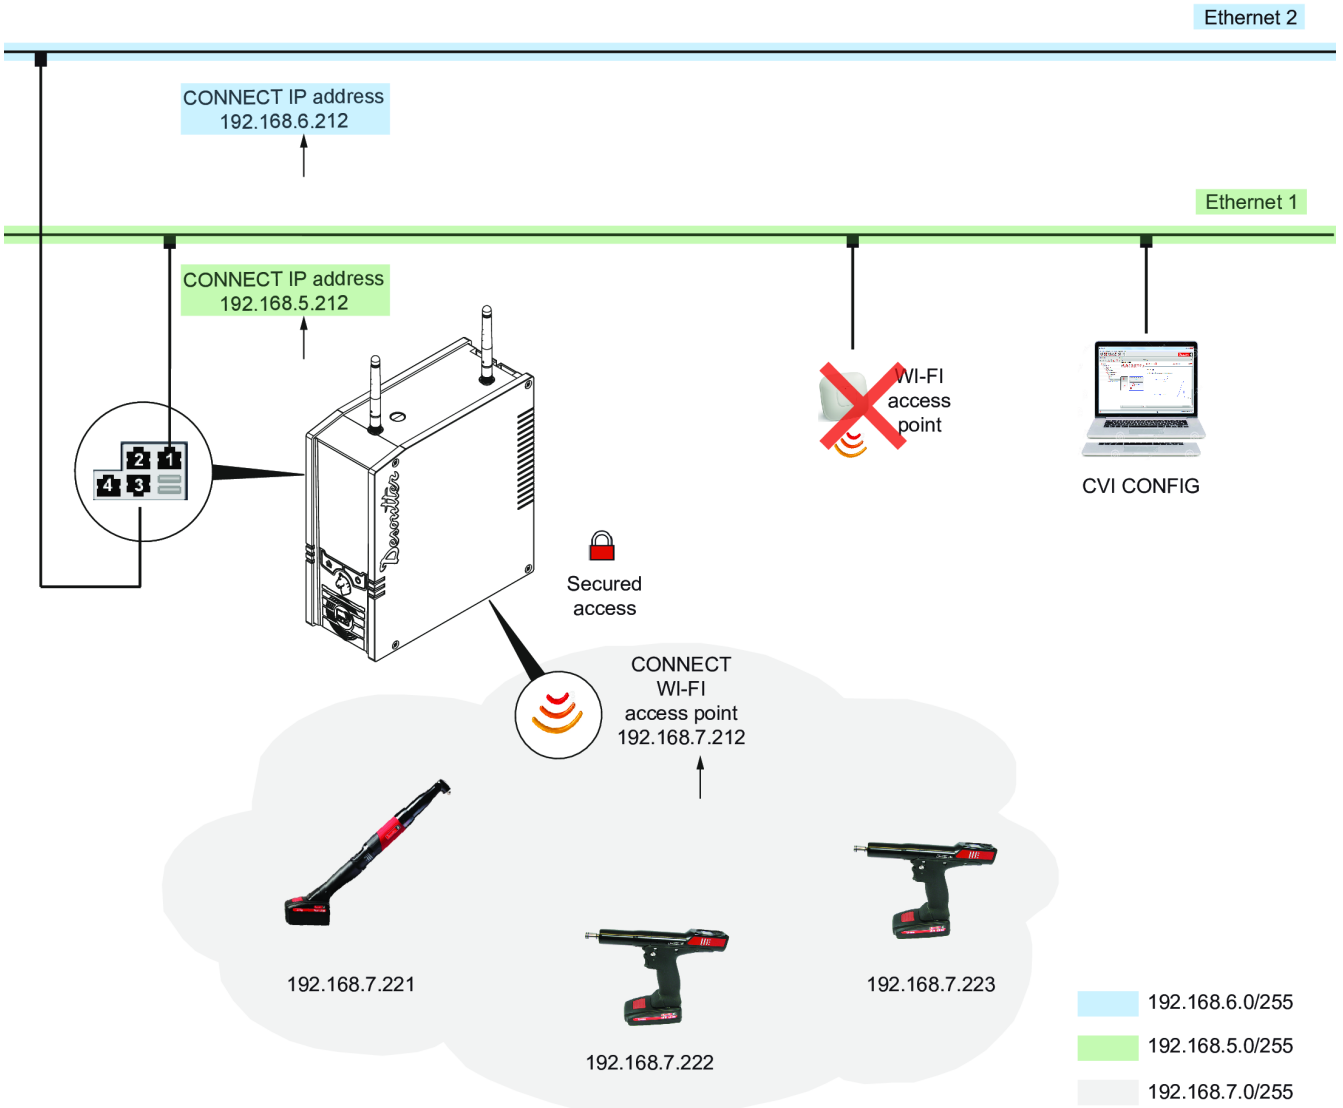 Ethernet 2
CONNECT IP address
192.168.6.212
Ethernet 1
CONNECT IP address
192.168.5.212
WI-FI
access
point
2
1
4
3
Desoutter
CVI CONFIG
Secured
access
CONNECT
WI-FI
access point
192.168.7.212
192.168.7.221
192.168.7.223
192.168.7.222
192.168.6.0/255
192.168.5.0/255
192.168.7.0/255